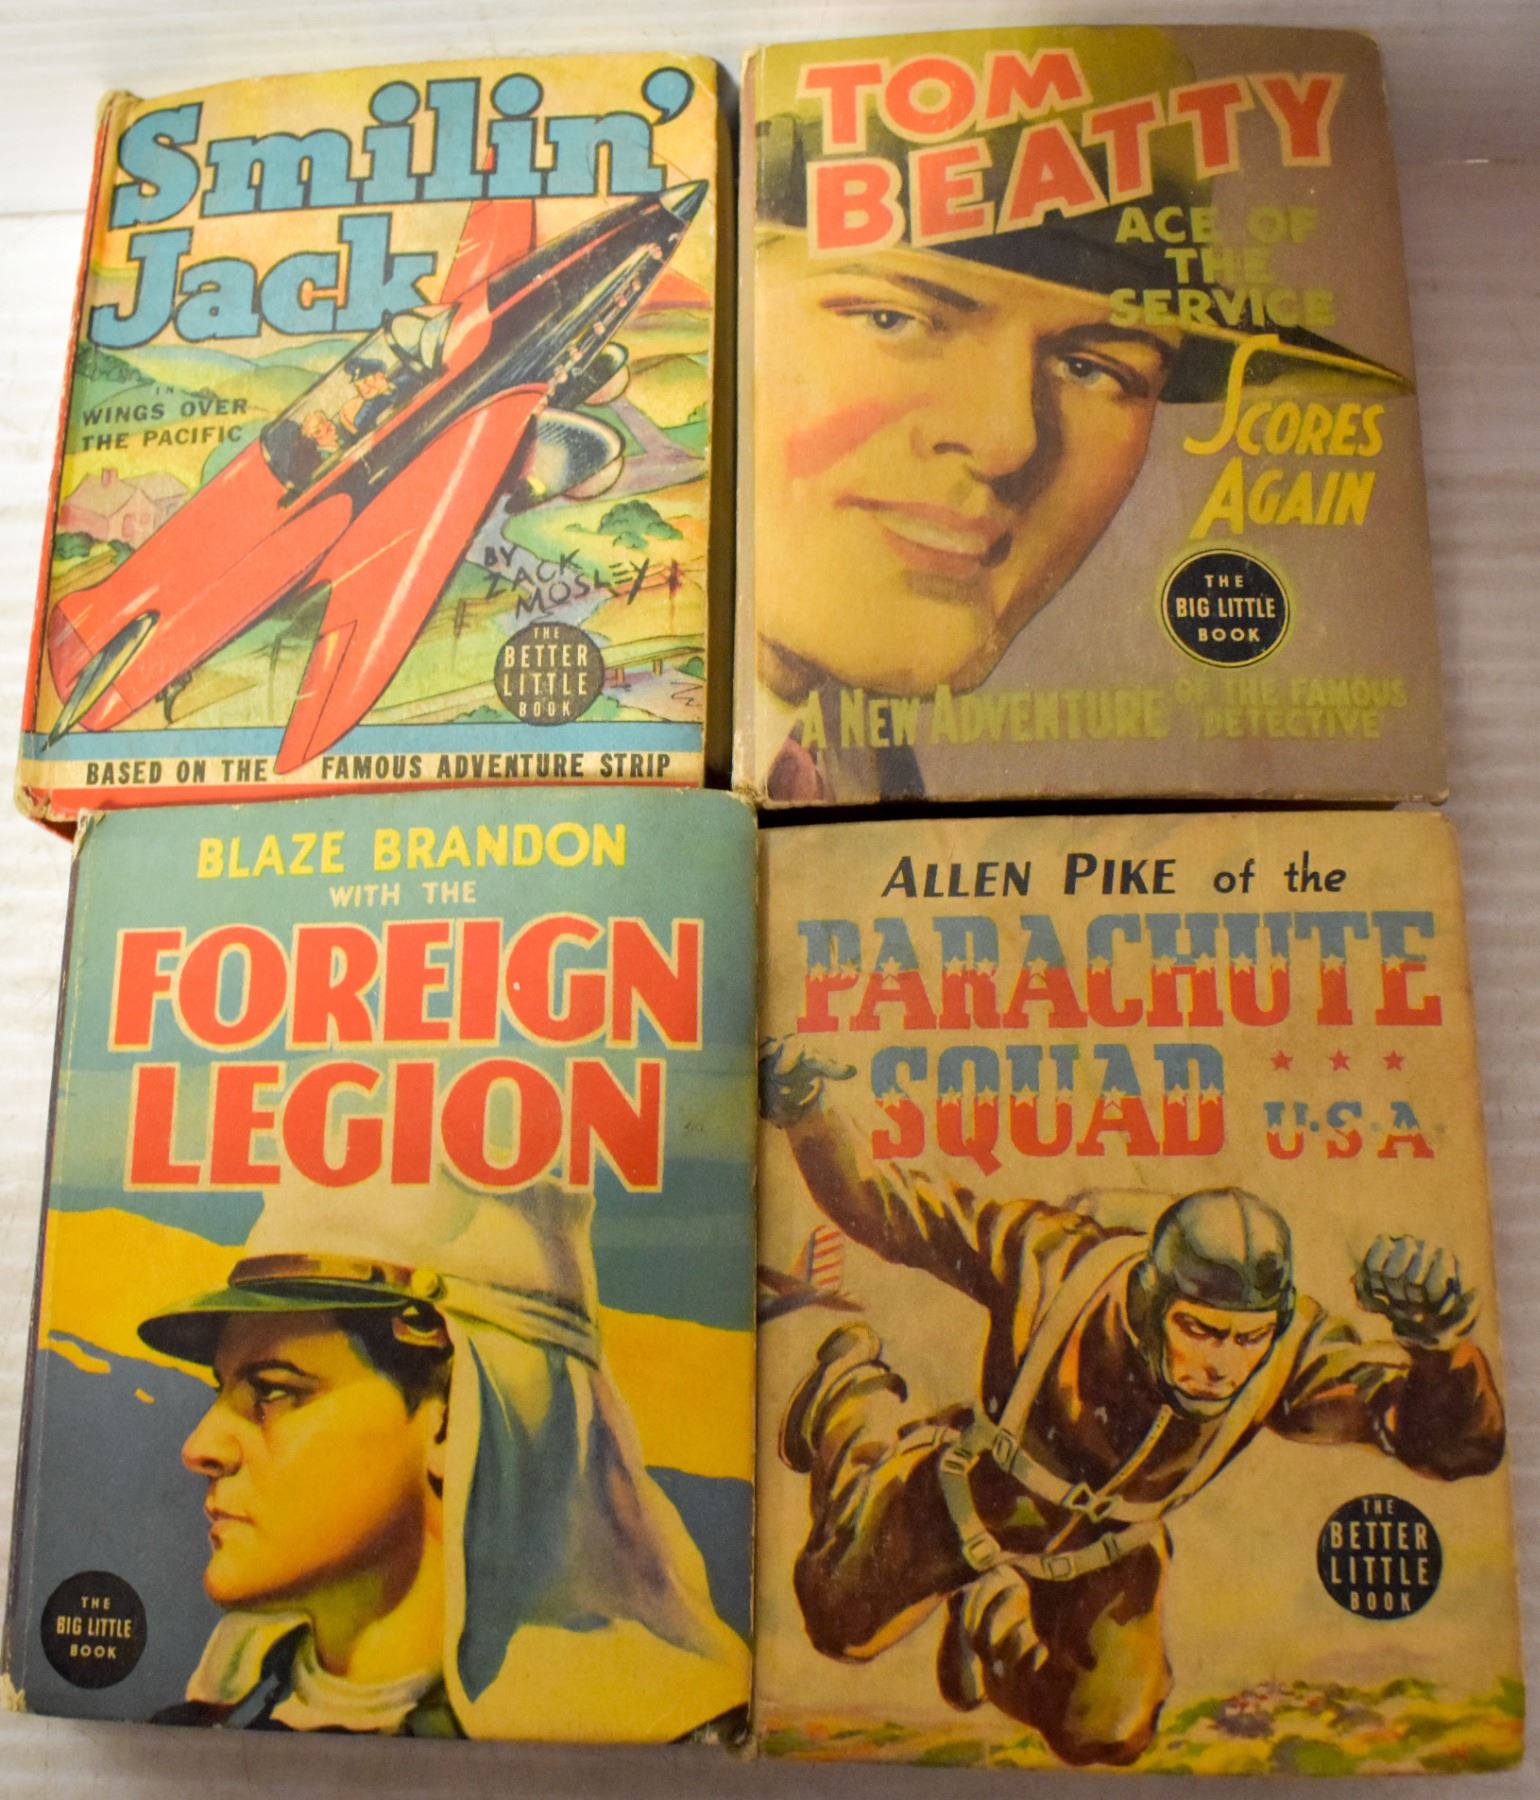 Smilin'
Jack
IN
WINGS OVER
THE PACIFIC
BY
ZACK
MOSLEY
THE
BETTER
LITTLE
BOOK
BASED ON THE FAMOUS ADVENTURE STRIP
TOM
BEATTY
ACE OF
THE
SERVICE
SCORES
AGAIN
THE
BIG LITTLE
BOOK
A NEW ADVENTURE OF THE FAMOUS
DETECTIVE
BLAZE BRANDON
WITH THE
FOREIGN
LEGION
THE
BIG LITTLE
BOOK
ALLEN PIKE of the
PARACHUTE
SQUAD
U.S.A.
THE
BETTER
LITTLE
BOOK